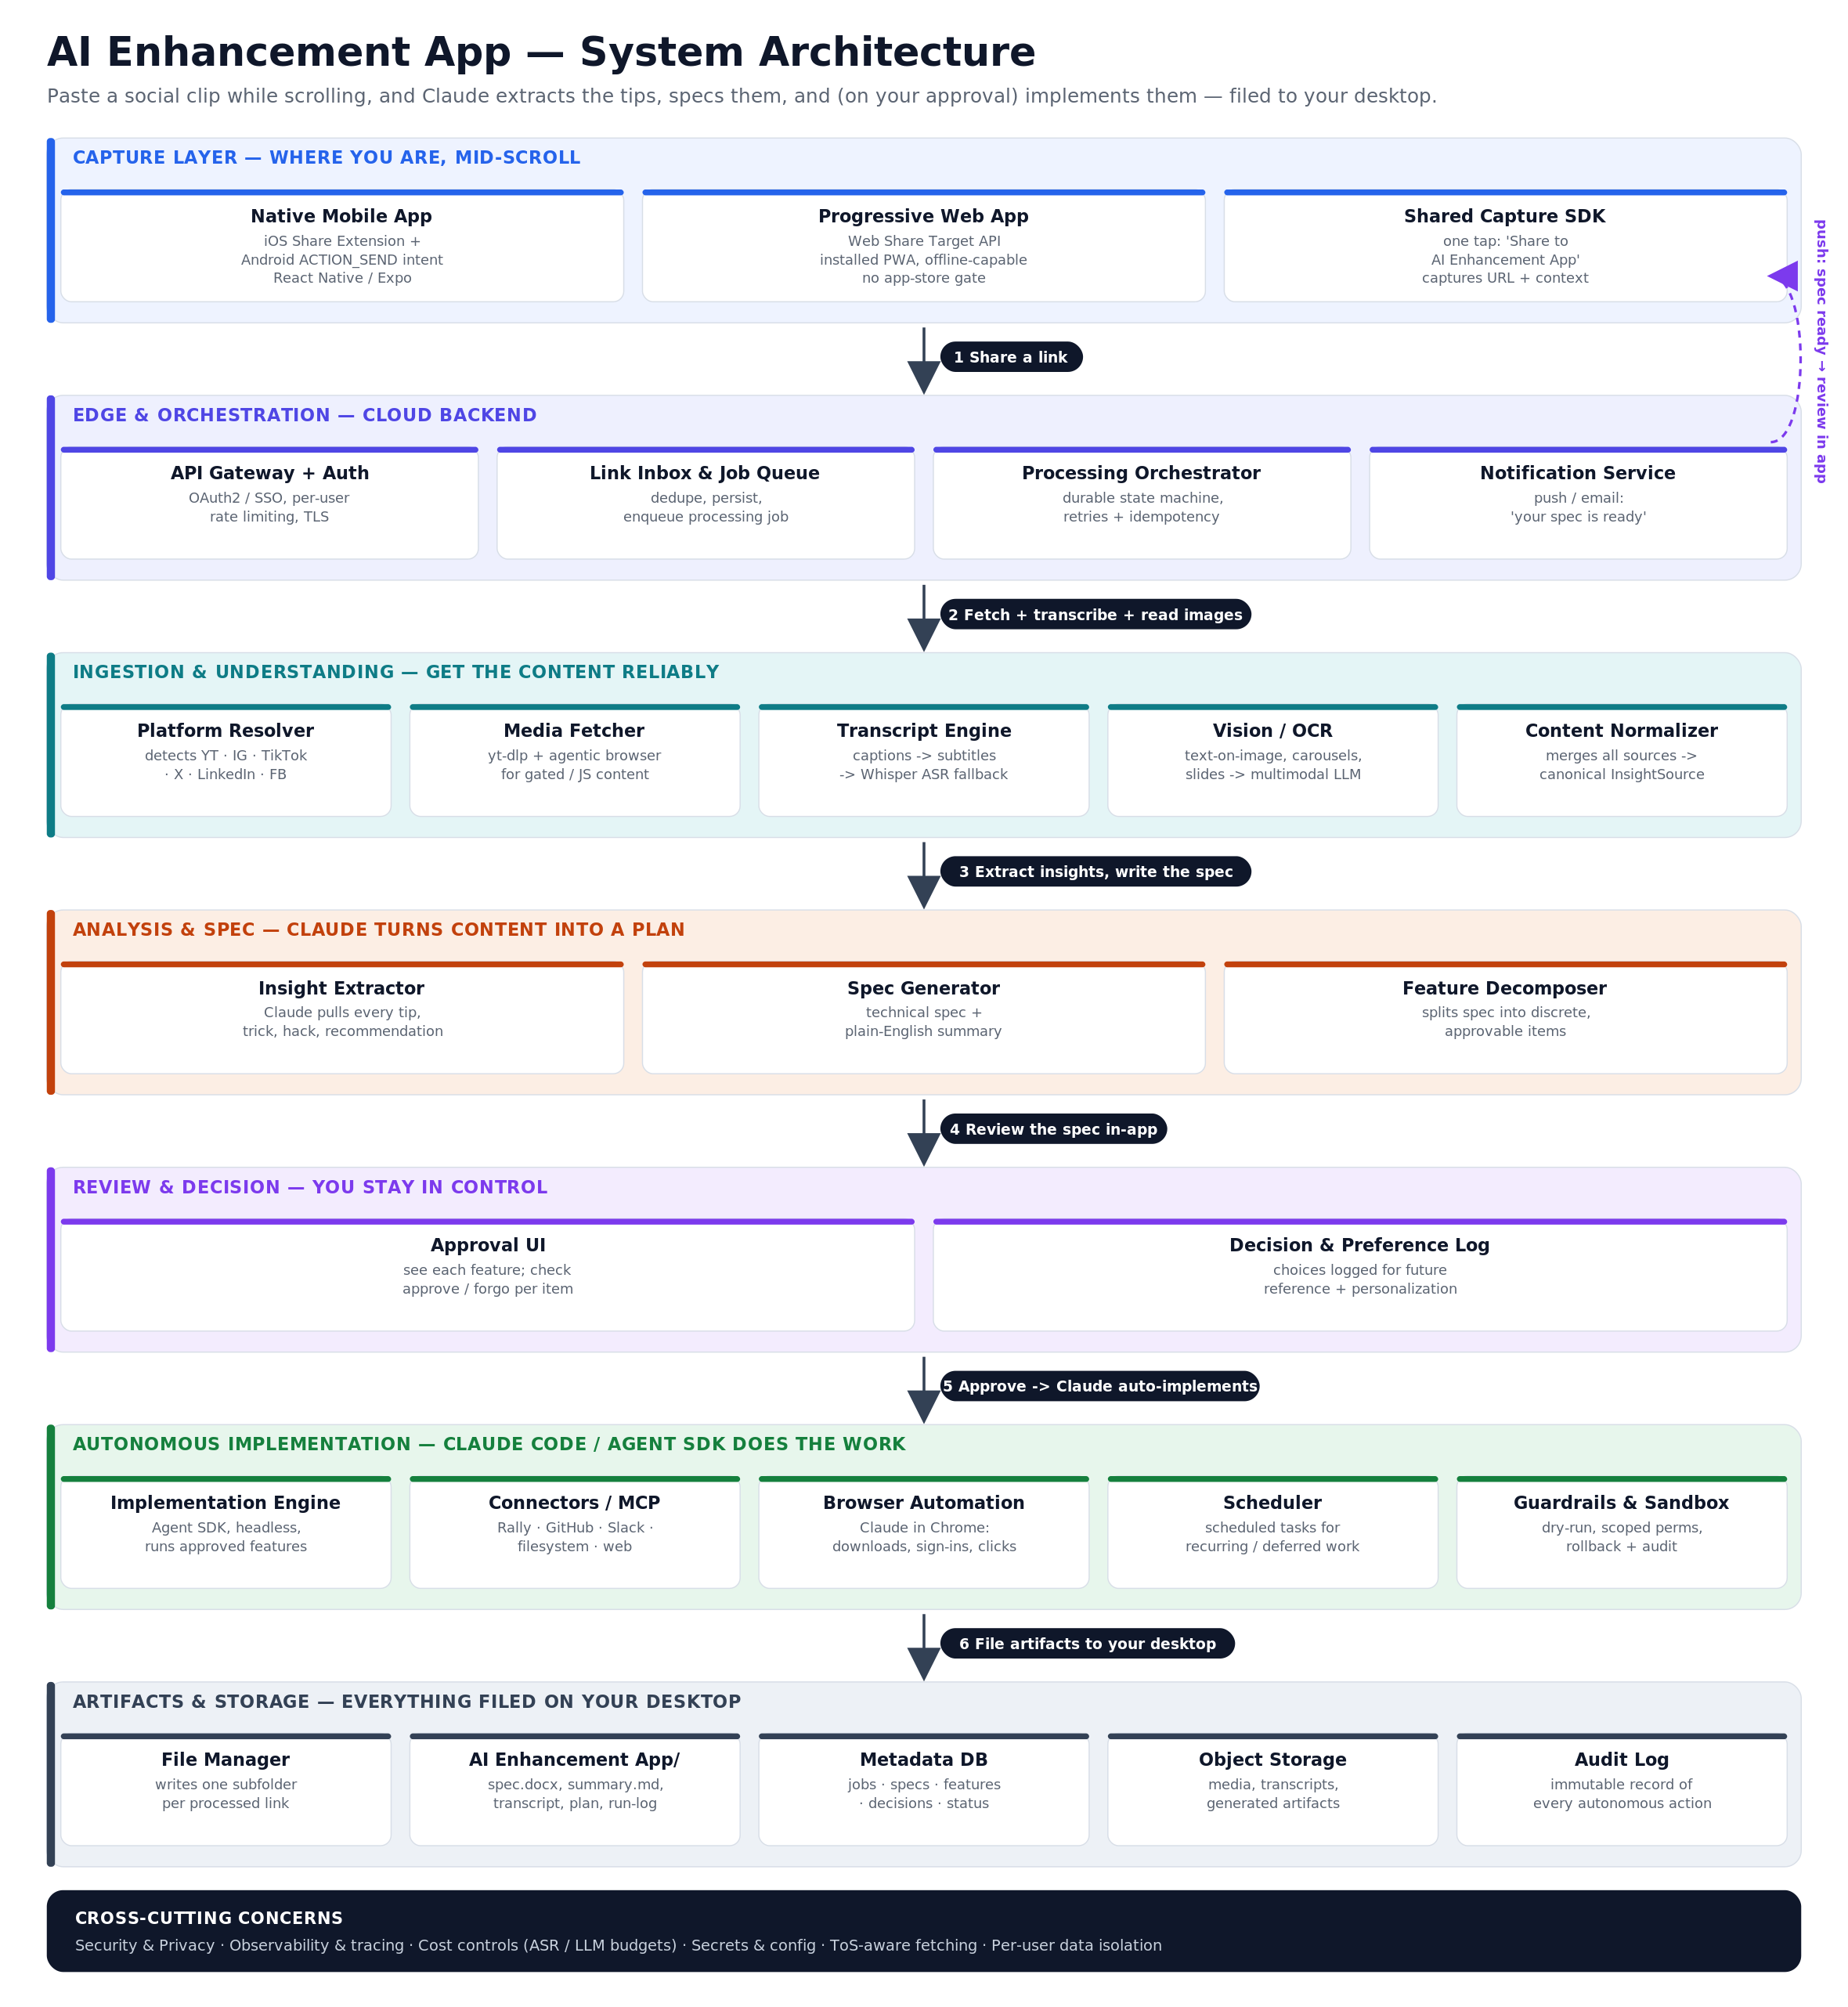 AI Enhancement App — System Architecture
Paste a social clip while scrolling, and Claude extracts the tips, specs them, and (on your approval) implements them — filed to your desktop.
CAPTURE LAYER — WHERE YOU ARE, MID-SCROLL
Native Mobile App
iOS Share Extension +
Android ACTION_SEND intent
React Native / Expo
Progressive Web App
Web Share Target API
installed PWA, offline-capable
no app-store gate
Shared Capture SDK
one tap: 'Share to
AI Enhancement App'
captures URL + context
push: spec ready → review in app
1 Share a link
EDGE & ORCHESTRATION — CLOUD BACKEND
API Gateway + Auth
OAuth2 / SSO, per-user
rate limiting, TLS
Link Inbox & Job Queue
dedupe, persist,
enqueue processing job
Processing Orchestrator
durable state machine,
retries + idempotency
Notification Service
push / email:
'your spec is ready'
2 Fetch + transcribe + read images
INGESTION & UNDERSTANDING — GET THE CONTENT RELIABLY
Platform Resolver
detects YT · IG · TikTok
· X · LinkedIn · FB
Media Fetcher
yt-dlp + agentic browser
for gated / JS content
Transcript Engine
captions -> subtitles
-> Whisper ASR fallback
Vision / OCR
text-on-image, carousels,
slides -> multimodal LLM
Content Normalizer
merges all sources ->
canonical InsightSource
3 Extract insights, write the spec
ANALYSIS & SPEC — CLAUDE TURNS CONTENT INTO A PLAN
Insight Extractor
Claude pulls every tip,
trick, hack, recommendation
Spec Generator
technical spec +
plain-English summary
Feature Decomposer
splits spec into discrete,
approvable items
4 Review the spec in-app
REVIEW & DECISION — YOU STAY IN CONTROL
Approval UI
see each feature; check
approve / forgo per item
Decision & Preference Log
choices logged for future
reference + personalization
5 Approve -> Claude auto-implements
AUTONOMOUS IMPLEMENTATION — CLAUDE CODE / AGENT SDK DOES THE WORK
Implementation Engine
Agent SDK, headless,
runs approved features
Connectors / MCP
Rally · GitHub · Slack ·
filesystem · web
Browser Automation
Claude in Chrome:
downloads, sign-ins, clicks
Scheduler
scheduled tasks for
recurring / deferred work
Guardrails & Sandbox
dry-run, scoped perms,
rollback + audit
6 File artifacts to your desktop
ARTIFACTS & STORAGE — EVERYTHING FILED ON YOUR DESKTOP
File Manager
writes one subfolder
per processed link
AI Enhancement App/
spec.docx, summary.md,
transcript, plan, run-log
Metadata DB
jobs · specs · features
· decisions · status
Object Storage
media, transcripts,
generated artifacts
Audit Log
immutable record of
every autonomous action
CROSS-CUTTING CONCERNS
Security & Privacy · Observability & tracing · Cost controls (ASR / LLM budgets) · Secrets & config · ToS-aware fetching · Per-user data isolation